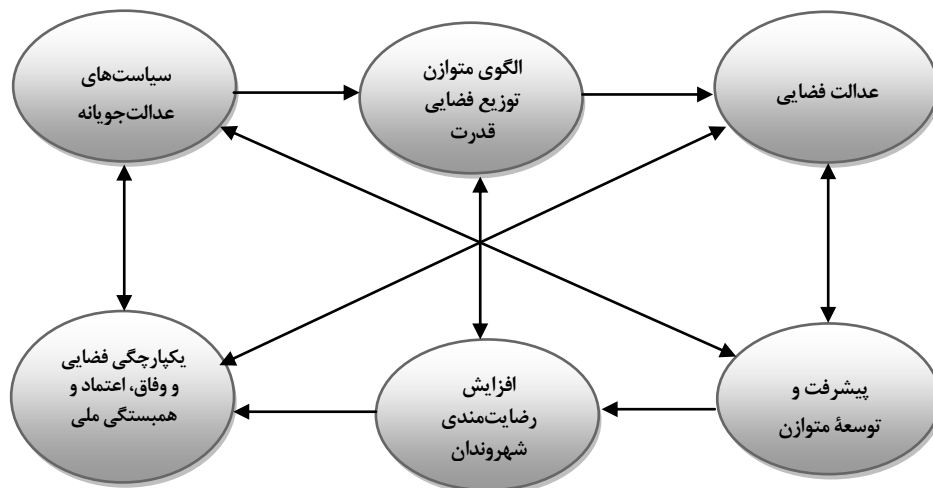 عدالت فضایی
الگوی متوازن
توزیع فضایی
قدرت
سیاست‌های
عدالت‌جویانه
پیشرفت و
توسعهٔ متوازن
افزایش
رضایت‌مندی
شهروندان
یکپارچگی فضایی
و وفاق، اعتماد و
همبستگی ملی